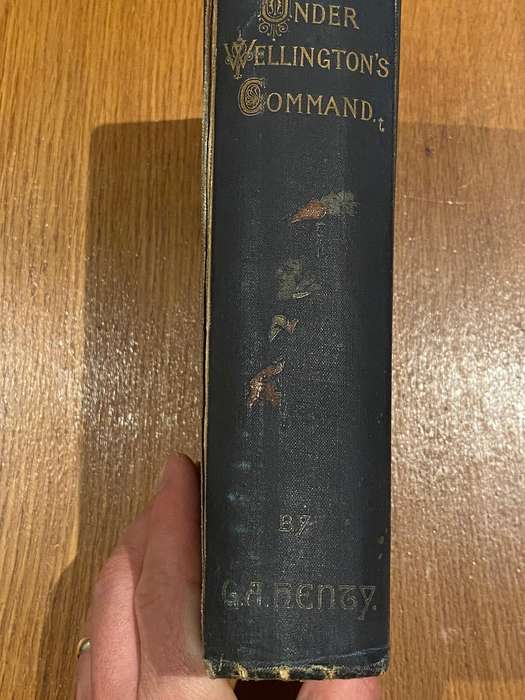 UNDER
WELLINGTON'S
COMMAND.
BY
G.A. HENTY.